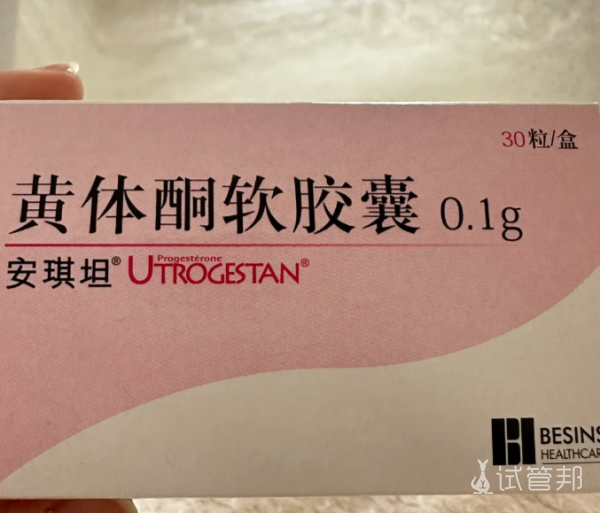 30粒/盒
黄体酮软胶囊 0.1g
Progestérone
安琪坦® UTROGESTAN®
BESINS
HEALTHCAR
试管邦